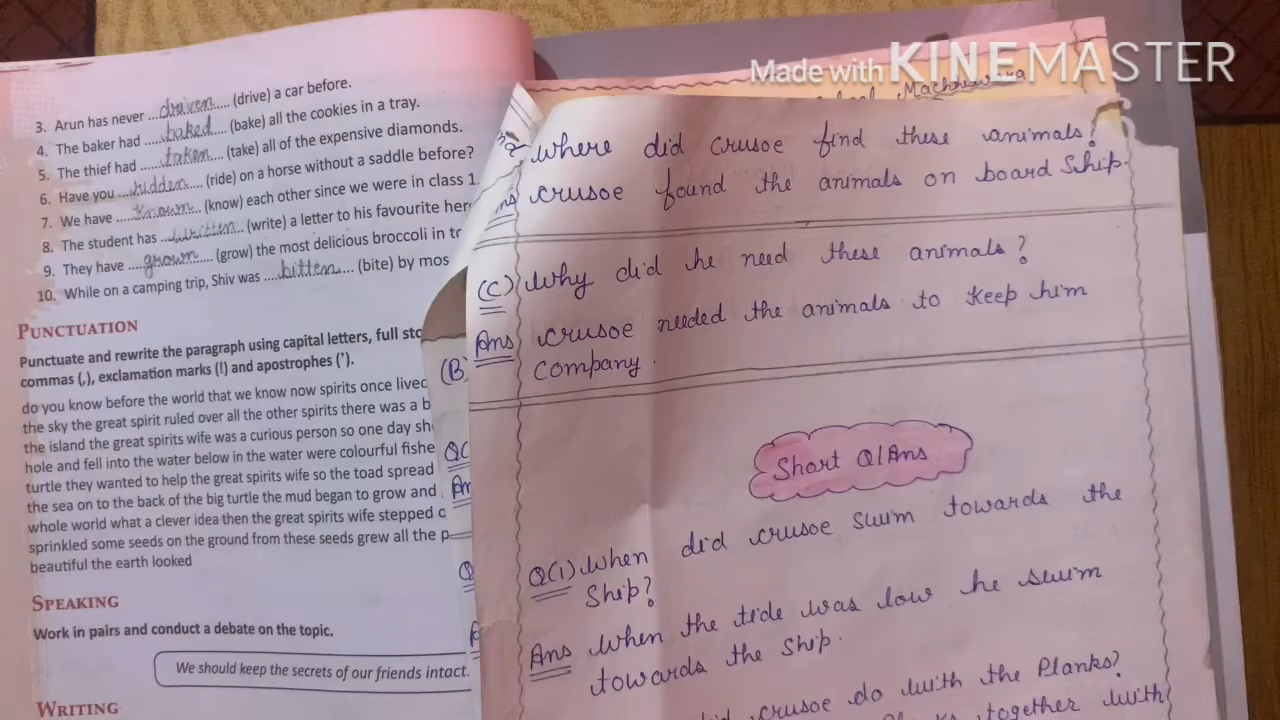 Made with KINEMASTER
3. Arun has never ...driven.... (drive) a car before.
4. The baker had .....baked..... (bake) all the cookies in a tray.
5. The thief had .....taken..... (take) all of the expensive diamonds.
6. Have you ...ridden.... (ride) on a horse without a saddle before?
7. We have .....known.... (know) each other since we were in class 1.
8. The student has ..written.... (write) a letter to his favourite her
9. They have ...grown.... (grow) the most delicious broccoli in
10. While on a camping trip, Shiv was ....bitten.... (bite) by mos
PUNCTUATION
Punctuate and rewrite the paragraph using capital letters, full sto
commas (,), exclamation marks (!) and apostrophes (').
do you know before the world that we know now spirits once lived
the sky the great spirit ruled over all the other spirits there was a b
the island the great spirits wife was a curious person so one day sh
hole and fell into the water below in the water were colourful fishe
turtle they wanted to help the great spirits wife so the toad spread
the sea on to the back of the big turtle the mud began to grow and
whole world what a clever idea then the great spirits wife stepped
sprinkled some seeds on the ground from these seeds grew all the p
beautiful the earth looked
SPEAKING
Work in pairs and conduct a debate on the topic.
We should keep the secrets of our friends intact.
WRITING
(B)
Machhiwara
where did crusoe find these animals?
Ans crusoe found the animals on board Ship.
(C) Why did he need these animals?
Ans crusoe needed the animals to keep him
company.
Short Q/Ans
Q(1) When did crusoe swim towards the
Ship?
Ans When the tide was low he swim
towards the ship.
did crusoe do with the Planks?
together with